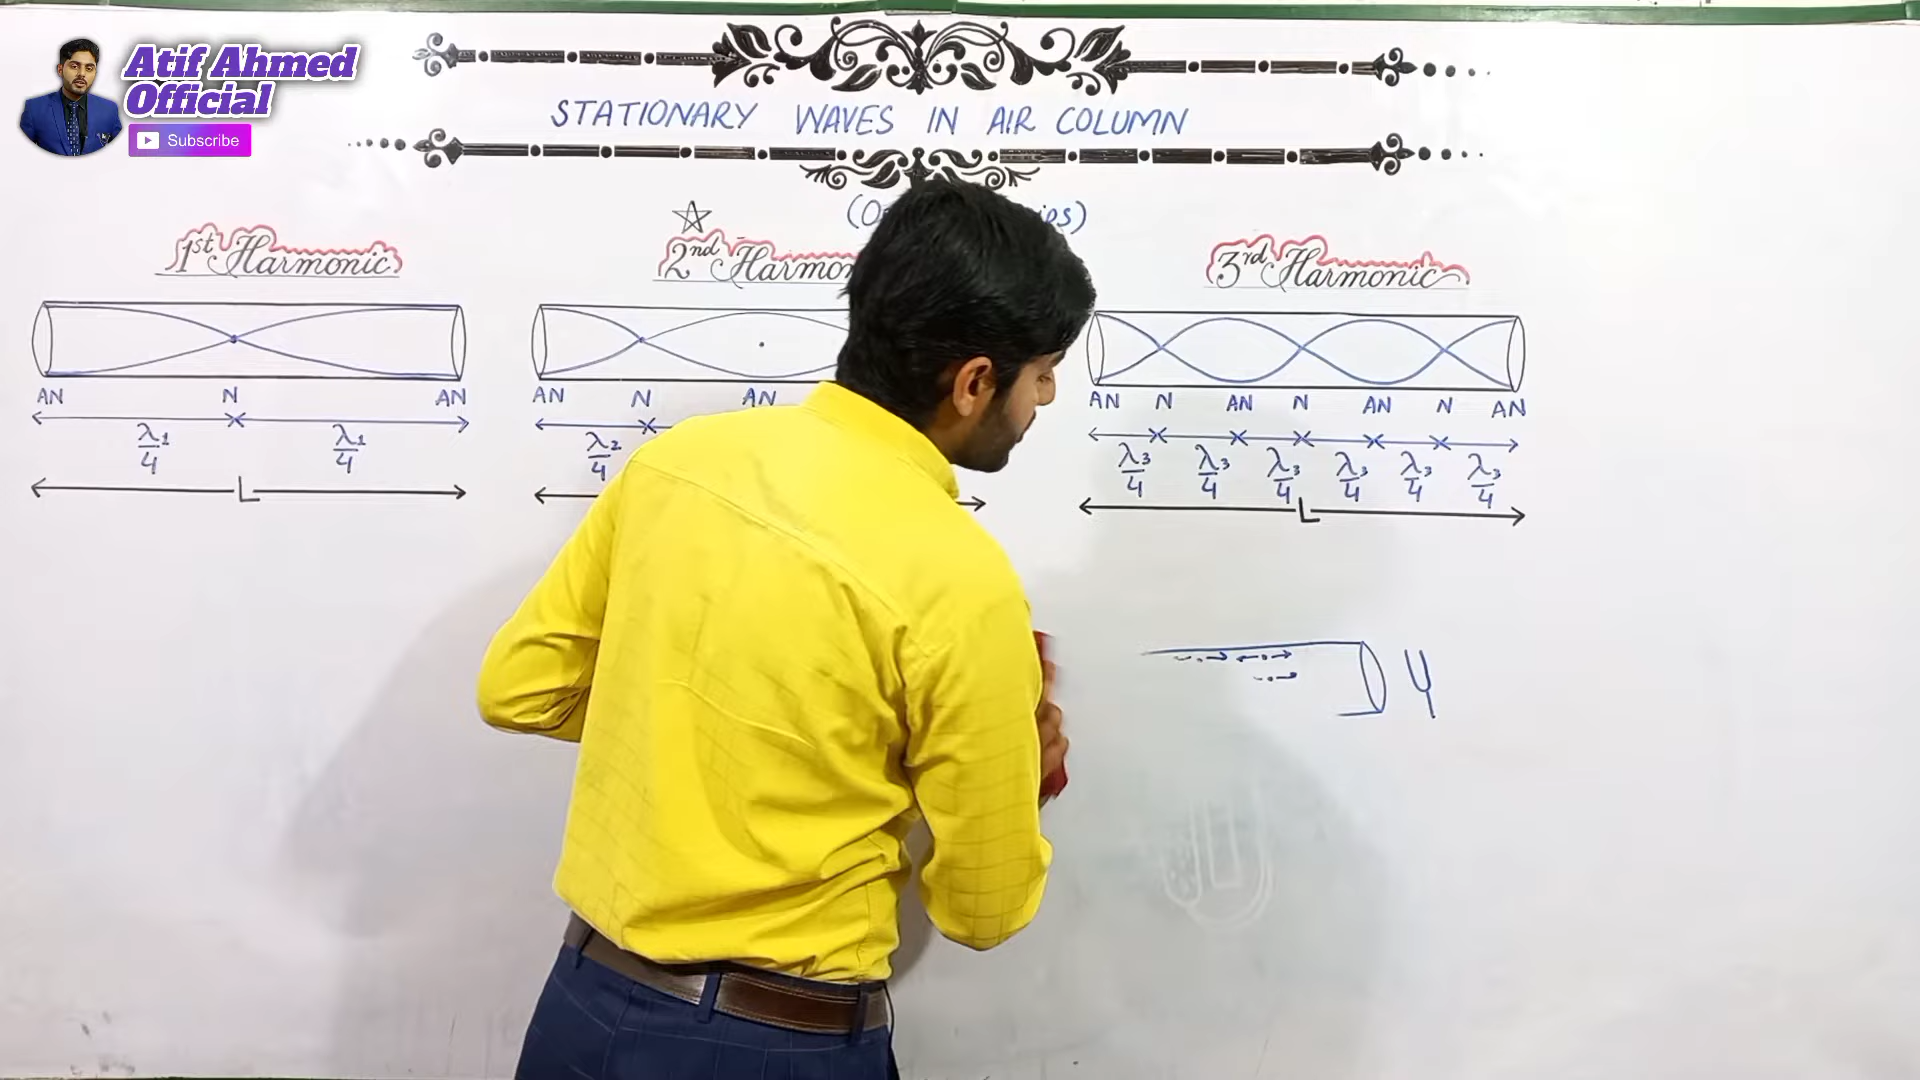 Atif Ahmed
Official
Subscribe
STATIONARY WAVES IN AIR COLUMN
1st Harmonic
2nd
3rd Harmonic
AN N AN
AN N AN
AN N AN N AN N AN
λ1/4 λ1/4
λ2/4
λ3/4 λ3/4 λ3/4 λ3/4 λ3/4 λ3/4
L
L